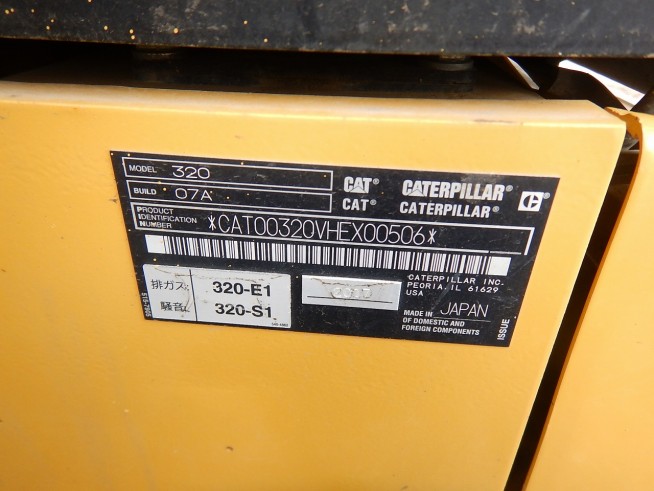 MODEL 320
BUILD 07A
CAT® CATERPILLAR®
CAT® CATERPILLAR®
PRODUCT
IDENTIFICATION
NUMBER
*CAT00320VHEX00506*
排ガス 320-E1
騒音 320-S1
CATERPILLAR INC.
PEORIA, IL 61629
USA
MADE IN JAPAN
OF DOMESTIC AND
FOREIGN COMPONENTS
ISSUE